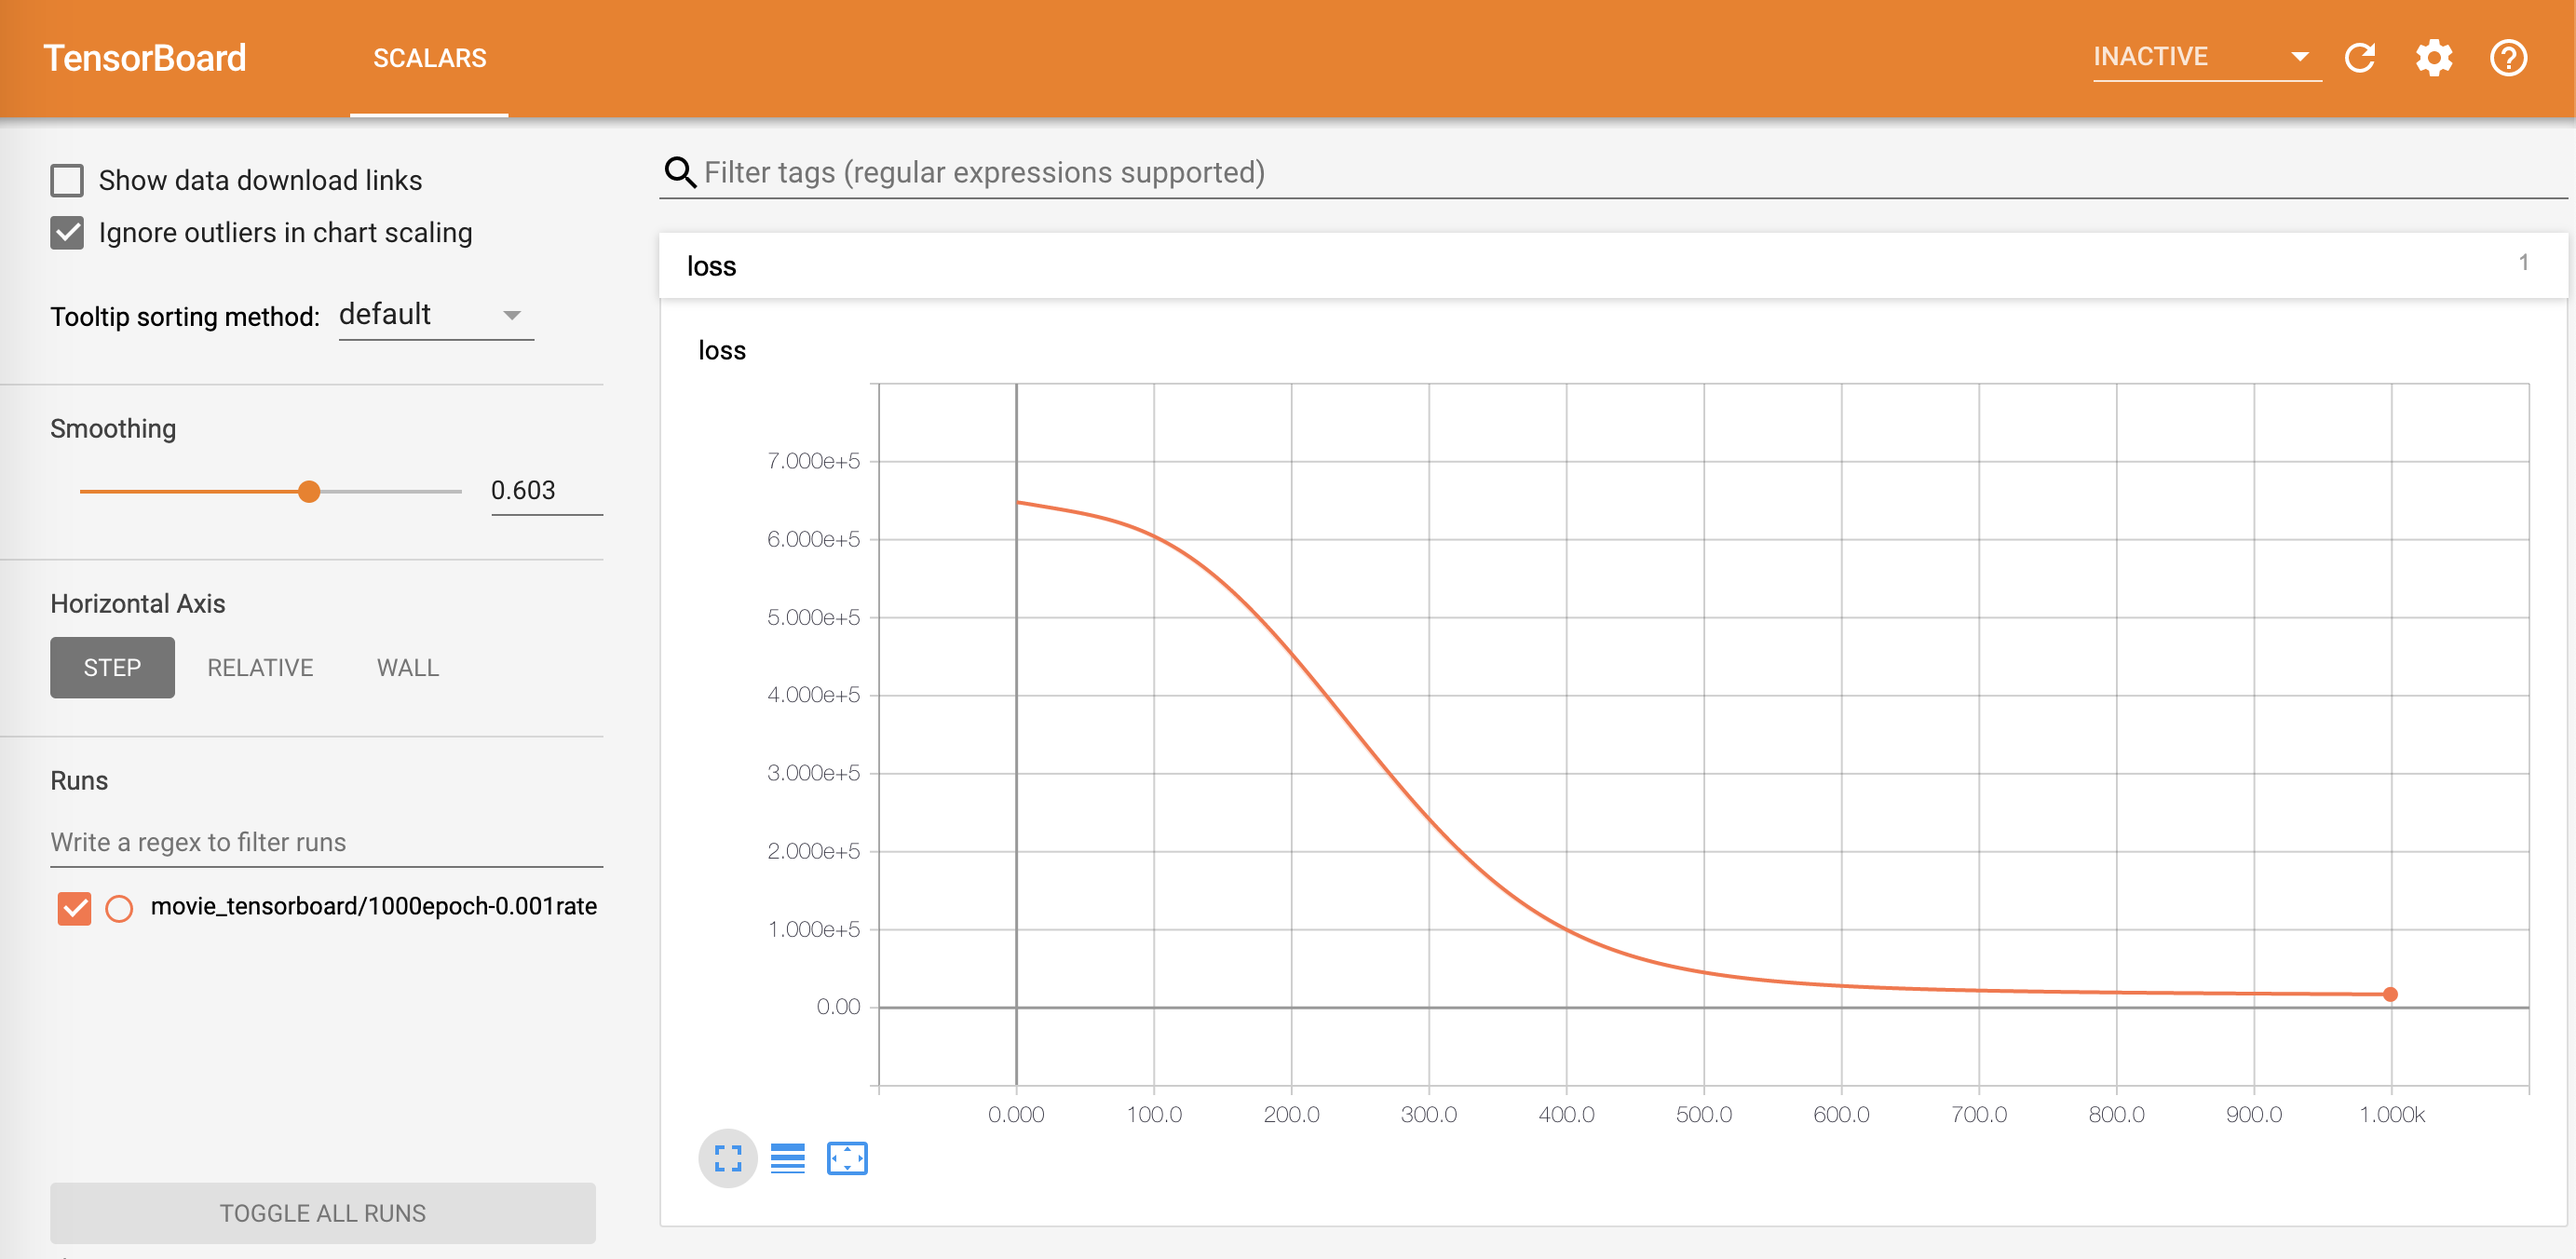 TensorBoard SCALARS INACTIVE
Show data download links
Ignore outliers in chart scaling
Tooltip sorting method: default
Smoothing
0.603
Horizontal Axis
STEP RELATIVE WALL
Runs
Write a regex to filter runs
movie_tensorboard/1000epoch-0.001rate
TOGGLE ALL RUNS
Filter tags (regular expressions supported)
loss 1
loss
7.000e+5
6.000e+5
5.000e+5
4.000e+5
3.000e+5
2.000e+5
1.000e+5
0.00
0.000 100.0 200.0 300.0 400.0 500.0 600.0 700.0 800.0 900.0 1.000k